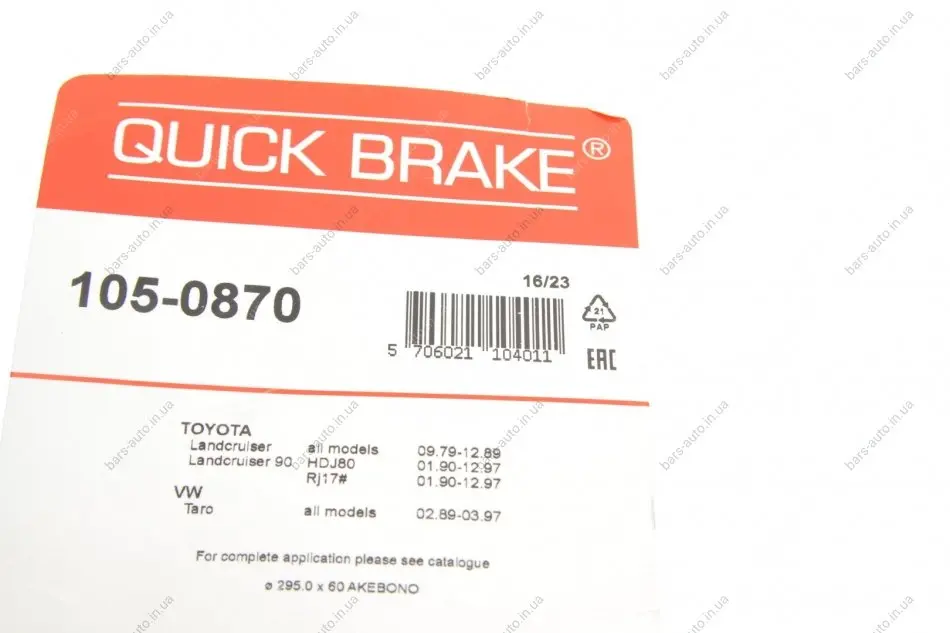 QUICK BRAKE®
105-0870
16/23
5 706021 104011
21
PAP
EAC
TOYOTA
Landcruiser all models 09.79-12.89
Landcruiser 90 HDJ80 01.90-12.97
Rj17# 01.90-12.97
VW
Taro all models 02.89-03.97
For complete application please see catalogue
ø 295.0 x 60 AKEBONO
bars-auto.in.ua